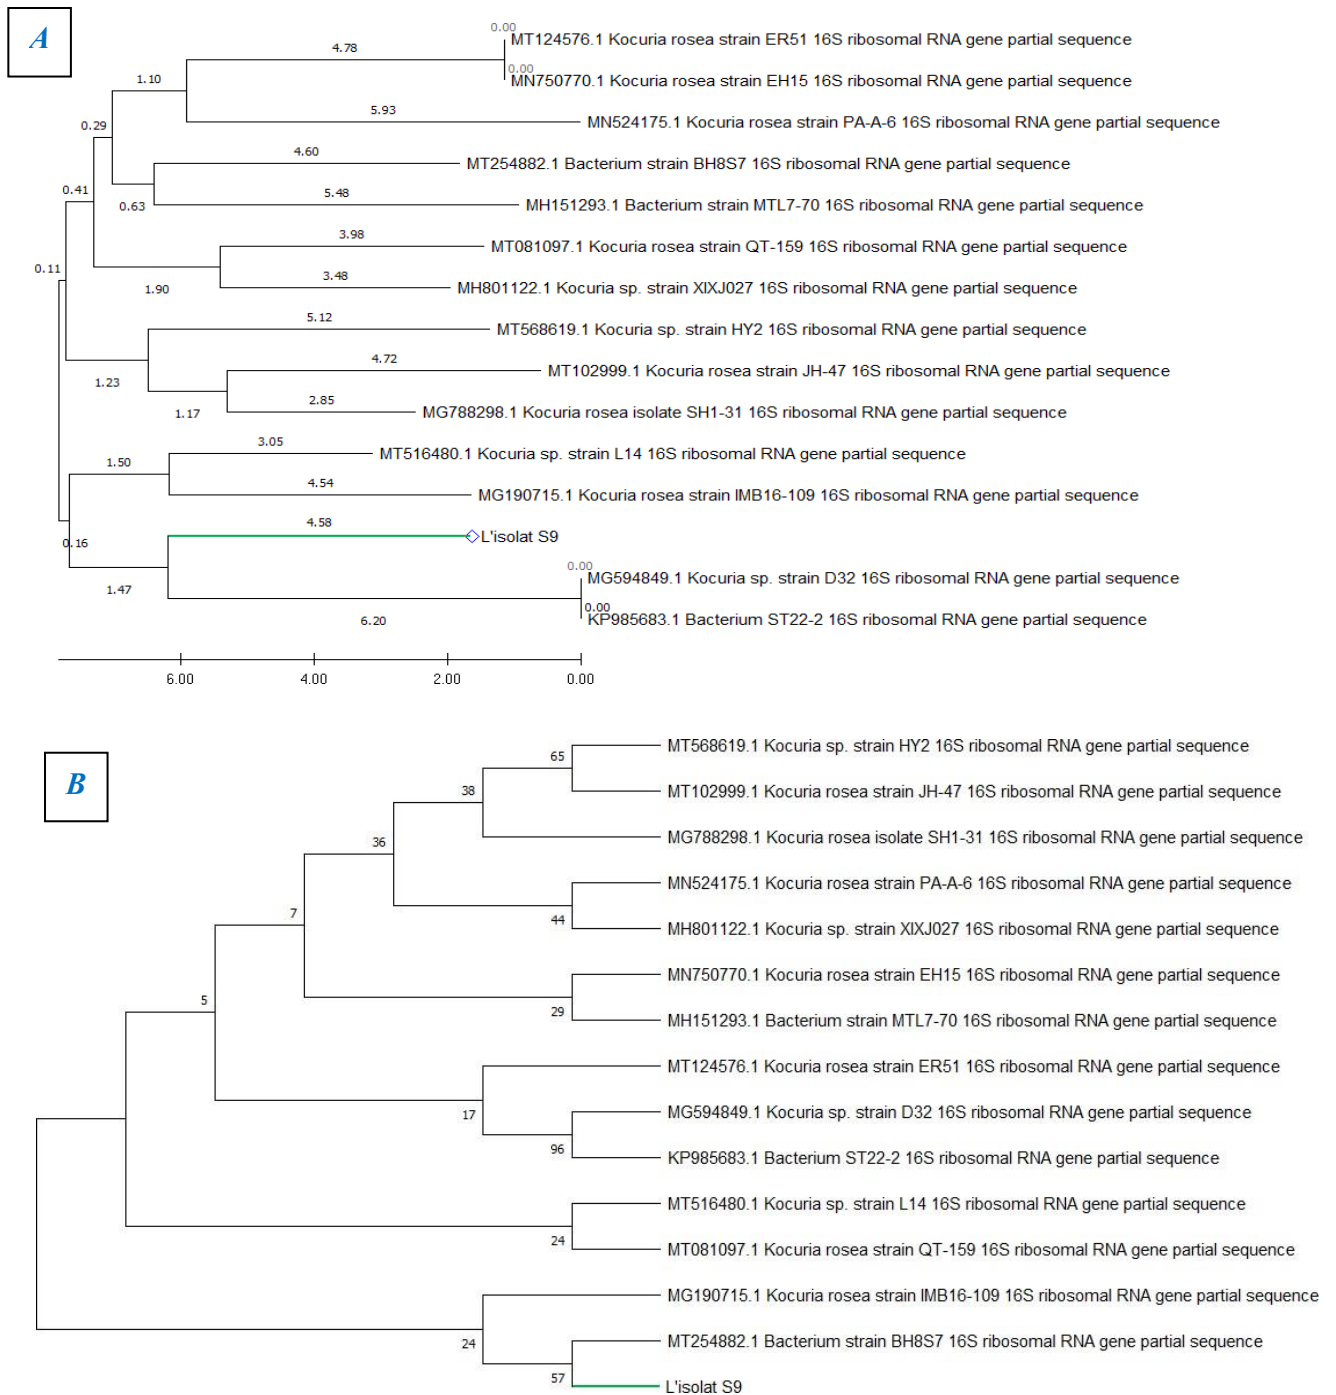 A
0.00
4.78
MT124576.1 Kocuria rosea strain ER51 16S ribosomal RNA gene partial sequence
0.00
1.10
MN750770.1 Kocuria rosea strain EH15 16S ribosomal RNA gene partial sequence
5.93
MN524175.1 Kocuria rosea strain PA-A-6 16S ribosomal RNA gene partial sequence
0.29
4.60
MT254882.1 Bacterium strain BH8S7 16S ribosomal RNA gene partial sequence
0.41
0.63
5.48
MH151293.1 Bacterium strain MTL7-70 16S ribosomal RNA gene partial sequence
3.98
MT081097.1 Kocuria rosea strain QT-159 16S ribosomal RNA gene partial sequence
0.11
1.90
3.48
MH801122.1 Kocuria sp. strain XIXJ027 16S ribosomal RNA gene partial sequence
5.12
MT568619.1 Kocuria sp. strain HY2 16S ribosomal RNA gene partial sequence
4.72
MT102999.1 Kocuria rosea strain JH-47 16S ribosomal RNA gene partial sequence
1.23
1.17
2.85
MG788298.1 Kocuria rosea isolate SH1-31 16S ribosomal RNA gene partial sequence
3.05
MT516480.1 Kocuria sp. strain L14 16S ribosomal RNA gene partial sequence
1.50
4.54
MG190715.1 Kocuria rosea strain IMB16-109 16S ribosomal RNA gene partial sequence
4.58
L'isolat S9
0.16
0.00
MG594849.1 Kocuria sp. strain D32 16S ribosomal RNA gene partial sequence
1.47
0.00
6.20
KP985683.1 Bacterium ST22-2 16S ribosomal RNA gene partial sequence
6.00 4.00 2.00 0.00
B
MT568619.1 Kocuria sp. strain HY2 16S ribosomal RNA gene partial sequence
65
MT102999.1 Kocuria rosea strain JH-47 16S ribosomal RNA gene partial sequence
38
MG788298.1 Kocuria rosea isolate SH1-31 16S ribosomal RNA gene partial sequence
36
MN524175.1 Kocuria rosea strain PA-A-6 16S ribosomal RNA gene partial sequence
44
MH801122.1 Kocuria sp. strain XIXJ027 16S ribosomal RNA gene partial sequence
7
MN750770.1 Kocuria rosea strain EH15 16S ribosomal RNA gene partial sequence
5
29
MH151293.1 Bacterium strain MTL7-70 16S ribosomal RNA gene partial sequence
MT124576.1 Kocuria rosea strain ER51 16S ribosomal RNA gene partial sequence
17
MG594849.1 Kocuria sp. strain D32 16S ribosomal RNA gene partial sequence
96
KP985683.1 Bacterium ST22-2 16S ribosomal RNA gene partial sequence
MT516480.1 Kocuria sp. strain L14 16S ribosomal RNA gene partial sequence
24
MT081097.1 Kocuria rosea strain QT-159 16S ribosomal RNA gene partial sequence
MG190715.1 Kocuria rosea strain IMB16-109 16S ribosomal RNA gene partial sequence
24
MT254882.1 Bacterium strain BH8S7 16S ribosomal RNA gene partial sequence
57
L'isolat S9